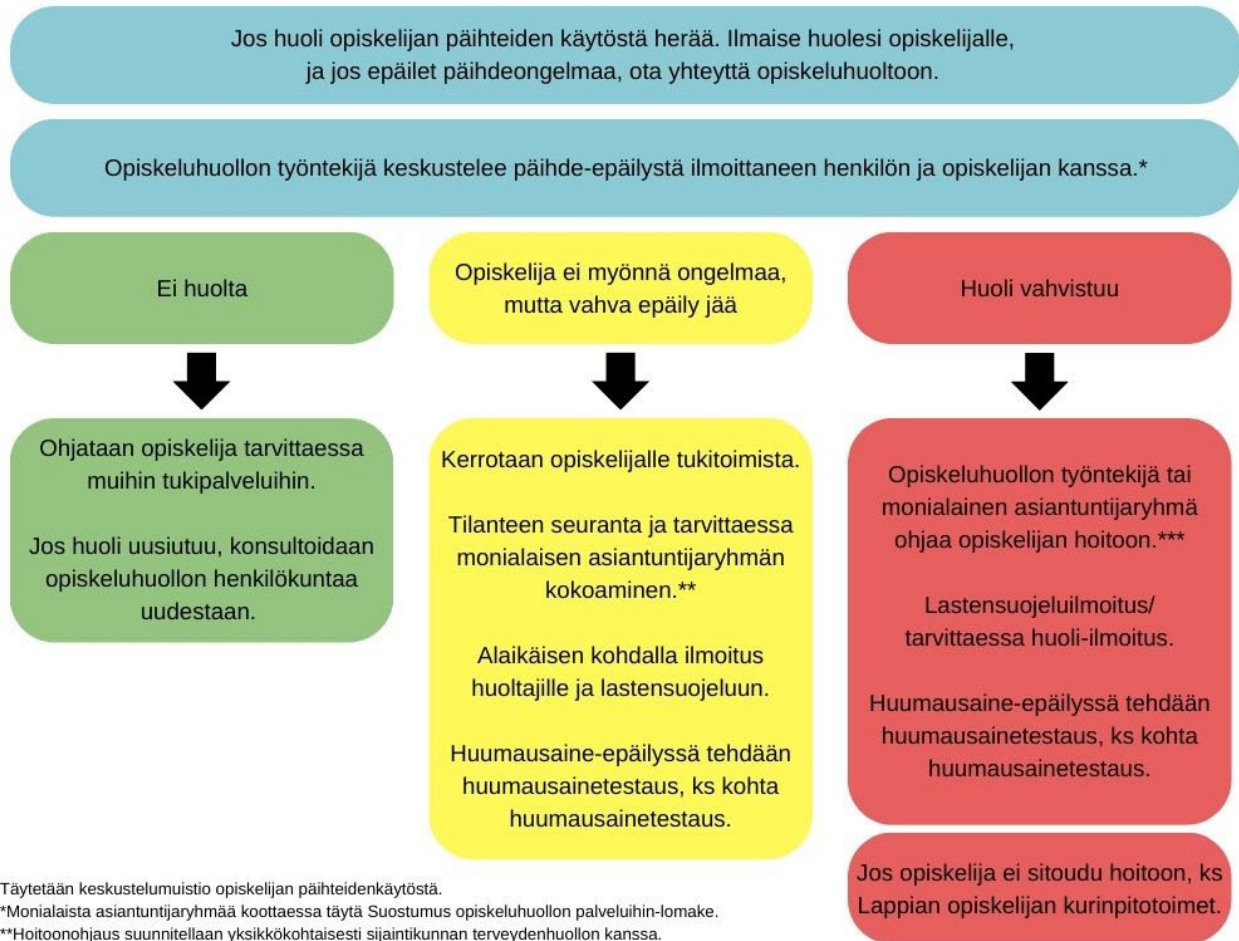 Jos huoli opiskelijan päihteiden käytöstä herää. Ilmaise huolesi opiskelijalle,
ja jos epäilet päihdeongelmaa, ota yhteyttä opiskeluhuoltoon.
Opiskeluhuollon työntekijä keskustelee päihde-epäilystä ilmoittaneen henkilön ja opiskelijan kanssa.*
Ei huolta
Ohjataan opiskelija tarvittaessa
muihin tukipalveluihin.
Jos huoli uusiutuu, konsultoidaan
opiskeluhuollon henkilökuntaa
uudestaan.
Opiskelija ei myönnä ongelmaa,
mutta vahva epäily jää
Kerrotaan opiskelijalle tukitoimista.
Tilanteen seuranta ja tarvittaessa
monialaisen asiantuntijaryhmän
kokoaminen.**
Alaikäisen kohdalla ilmoitus
huoltajille ja lastensuojeluun.
Huumausaine-epäilyssä tehdään
huumausainetestaus, ks kohta
huumausainetestaus.
Huoli vahvistuu
Opiskeluhuollon työntekijä tai
monialainen asiantuntijaryhmä
ohjaa opiskelijan hoitoon.***
Lastensuojeluilmoitus/
tarvittaessa huoli-ilmoitus.
Huumausaine-epäilyssä tehdään
huumausainetestaus, ks kohta
huumausainetestaus.
Jos opiskelija ei sitoudu hoitoon, ks
Lappian opiskelijan kurinpitotoimet.
Täytetään keskustelumuistio opiskelijan päihteidenkäytöstä.
*Monialaista asiantuntijaryhmää koottaessa täytä Suostumus opiskeluhuollon palveluihin-lomake.
**Hoitoonohjaus suunnitellaan yksikkökohtaisesti sijaintikunnan terveydenhuollon kanssa.